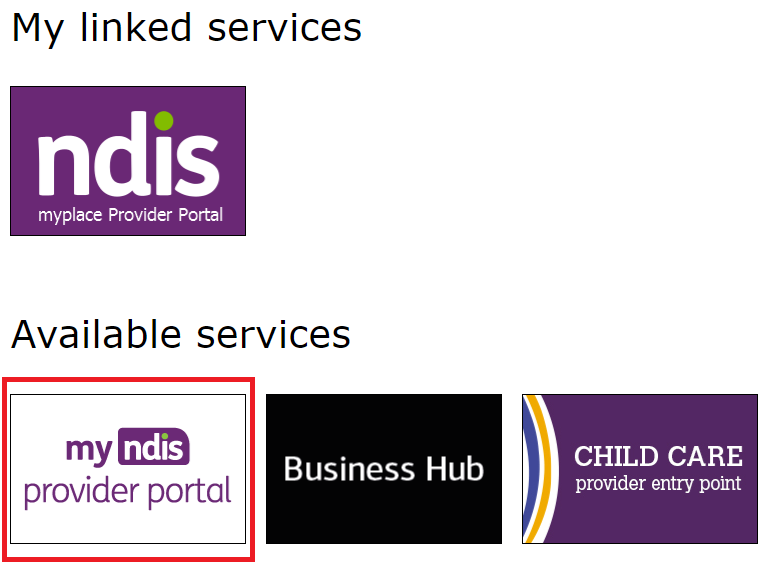 My linked services
ndis
myplace Provider Portal
Available services
my ndis
provider portal
Business Hub
CHILD CARE
provider entry point